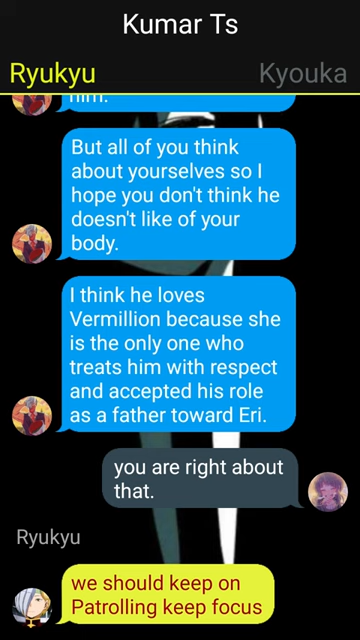 Kumar Ts
Ryukyu
Kyouka
him.
But all of you think
about yourselves so I
hope you don't think he
doesn't like of your
body.
I think he loves
Vermillion because she
is the only one who
treats him with respect
and accepted his role
as a father toward Eri.
you are right about
that.
Ryukyu
we should keep on
Patrolling keep focus